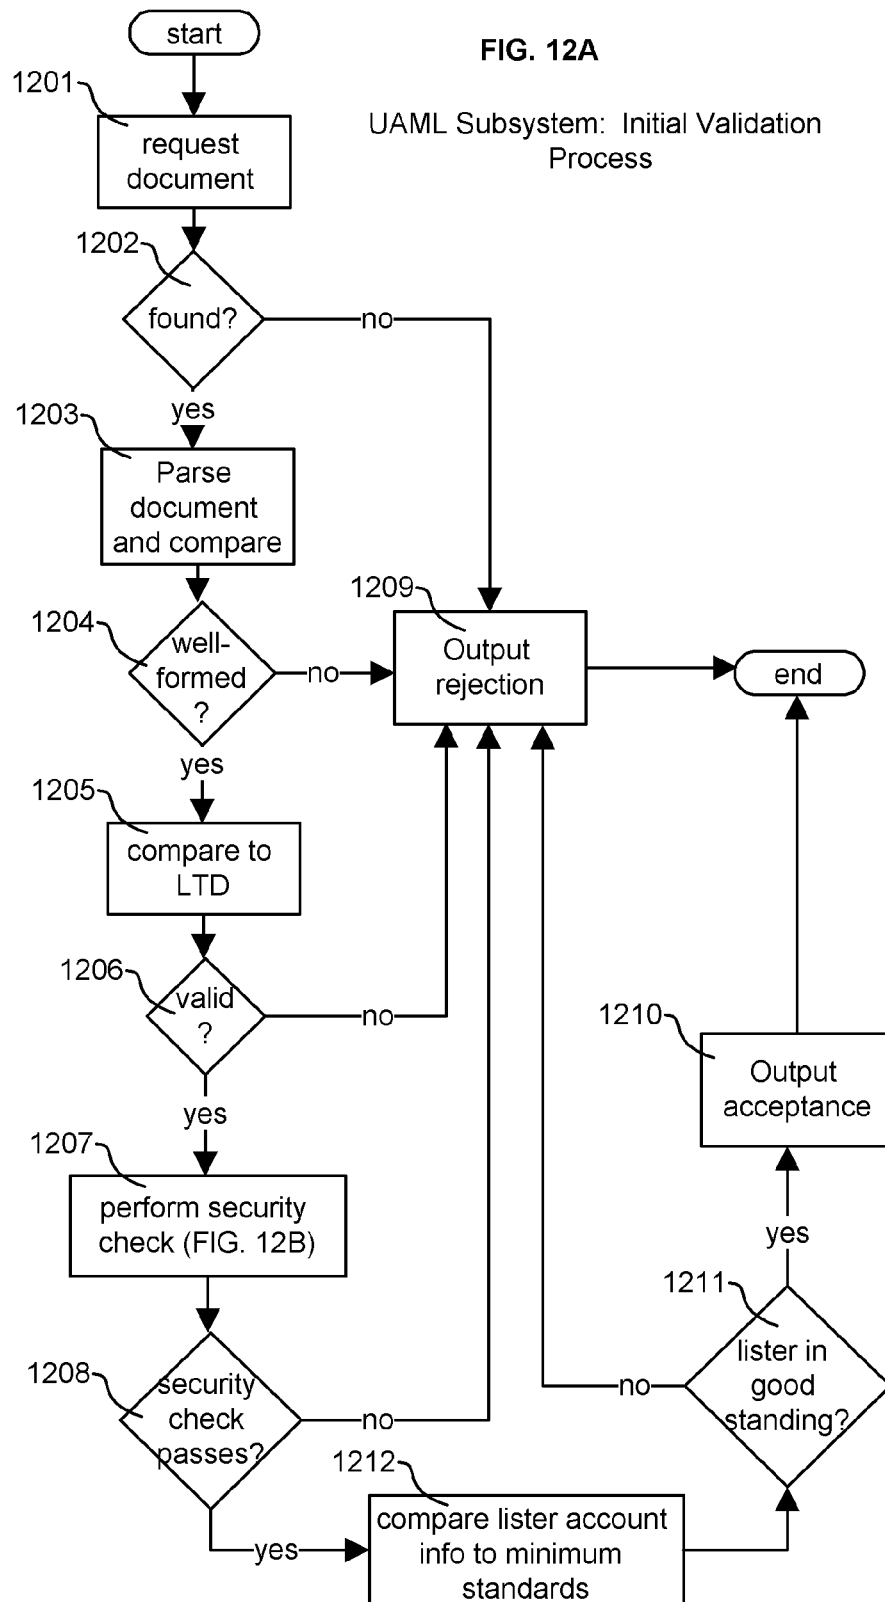 start
FIG. 12A
UAML Subsystem: Initial Validation
Process
1201
request
document
1202
found?
no
yes
1203
Parse
document
and compare
1204
well-
formed
?
no
1209
Output
rejection
end
yes
1205
compare to
LTD
1206
valid
?
no
1210
Output
acceptance
yes
1207
perform security
check (FIG. 12B)
yes
1211
lister in
good
standing?
no
1208
security
check
passes?
no
1212
yes
compare lister account
info to minimum
standards